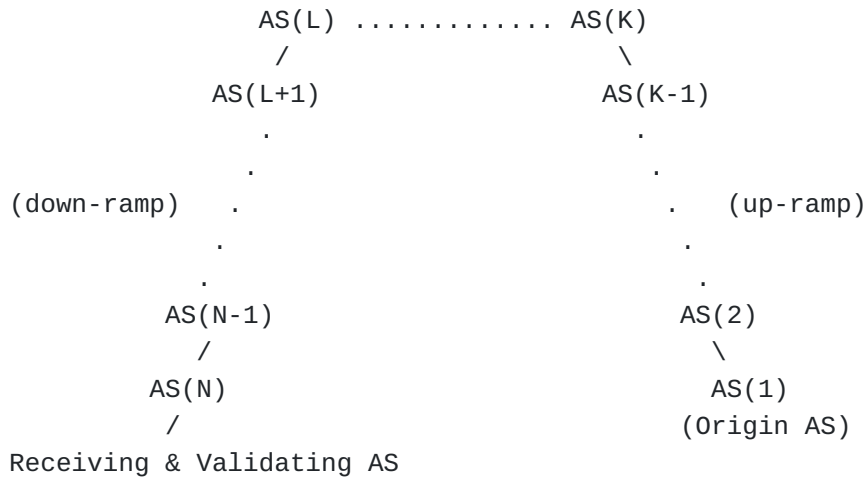 AS(L) ............. AS(K)
/ \
AS(L+1) AS(K-1)
. .
. .
(down-ramp) . . (up-ramp)
. .
. .
AS(N-1) AS(2)
/ \
AS(N) AS(1)
/ (Origin AS)
Receiving & Validating AS